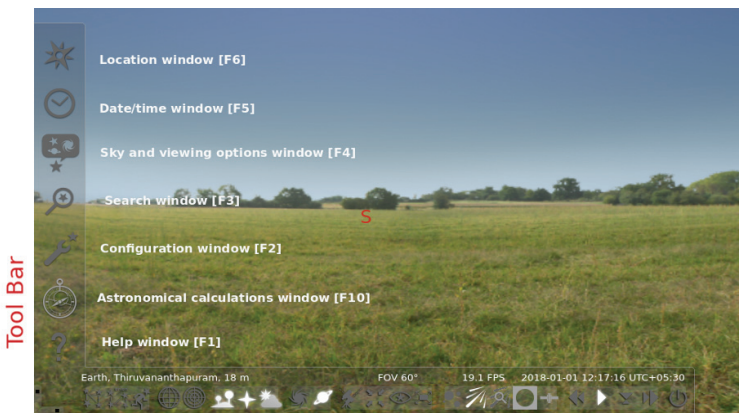 Location window [F6]
Date/time window [F5]
Sky and viewing options window [F4]
Search window [F3]
S
Configuration window [F2]
Tool Bar
Astronomical calculations window [F10]
Help window [F1]
Earth, Thiruvananthapuram, 18 m FOV 60° 19.1 FPS 2018-01-01 12:17:16 UTC+05:30